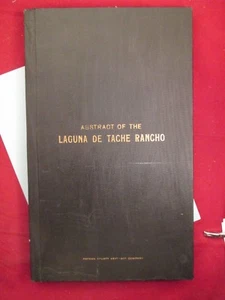 ABSTRACT OF THE
LAGUNA DE TACHE RANCHO